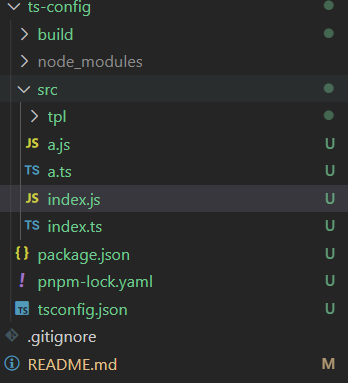 ts-config
build
node_modules
src
tpl
JS a.js U
TS a.ts U
JS index.js U
TS index.ts U
{} package.json U
! pnpm-lock.yaml U
TS tsconfig.json U
.gitignore
README.md M